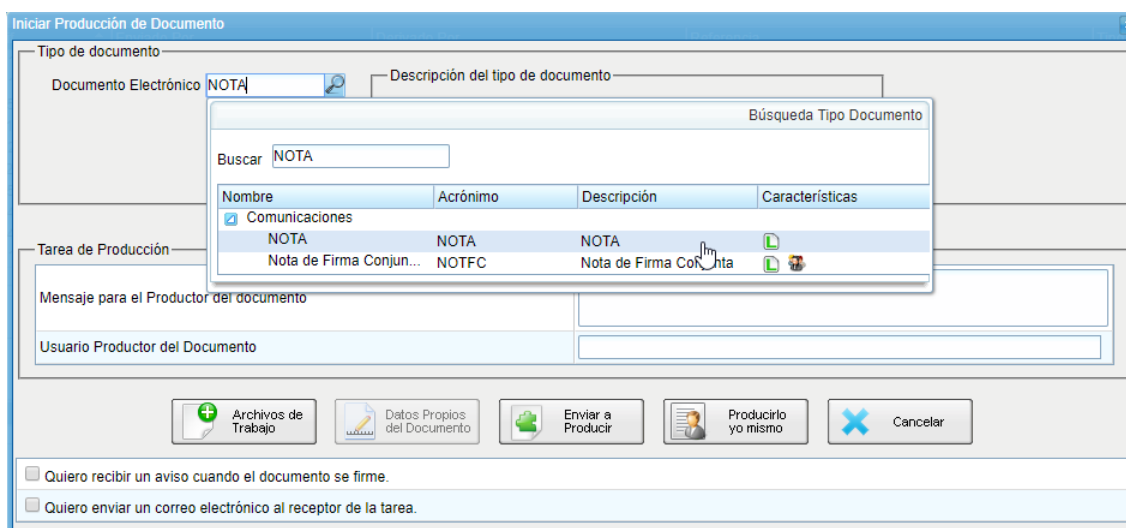 Iniciar Producción de Documento
Tipo de documento
Documento Electrónico NOTA
Descripción del tipo de documento
Búsqueda Tipo Documento
Buscar NOTA
Nombre Acrónimo Descripción Características
Comunicaciones
NOTA NOTA NOTA
Nota de Firma Conjun... NOTFC Nota de Firma Conjunta
Tarea de Producción
Mensaje para el Productor del documento
Usuario Productor del Documento
Archivos de
Trabajo
Datos Propios
del Documento
Enviar a
Producir
Producirlo
yo mismo
Cancelar
Quiero recibir un aviso cuando el documento se firme.
Quiero enviar un correo electrónico al receptor de la tarea.